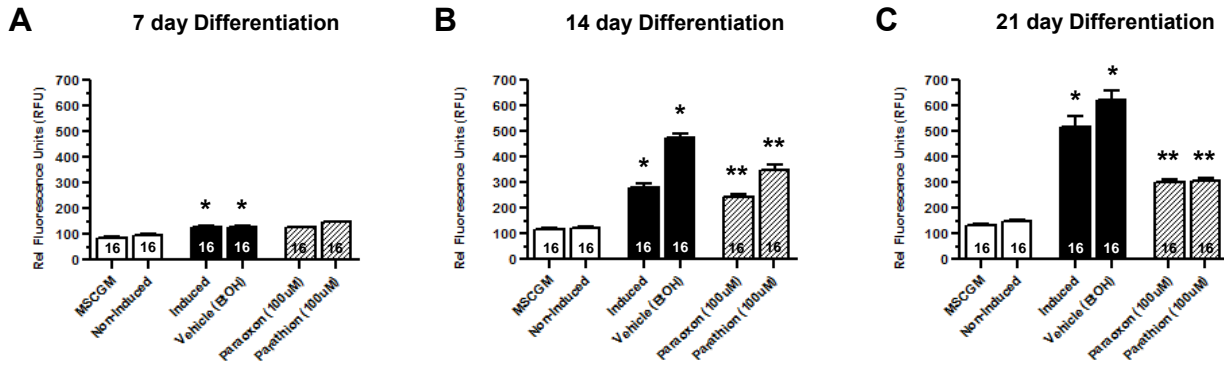 A
7 day Differentiation
Rel Fluorescence Units (RFU)
700
600
500
400
300
200
100
0
*
*
16
16
16
16
16
16
MSCGM
Non-Induced
Induced
Vehicle (BOH)
Paraoxon (100uM)
Parathion (100uM)
B
14 day Differentiation
Rel Fluorescence Units (RFU)
700
600
500
400
300
200
100
0
*
*
**
**
16
16
16
16
16
16
MSCGM
Non-Induced
Induced
Vehicle (BOH)
Paraoxon (100uM)
Parathion (100uM)
C
21 day Differentiation
Rel Fluorescence Units (RFU)
700
600
500
400
300
200
100
0
*
*
**
**
16
16
16
16
16
16
MSCGM
Non-Induced
Induced
Vehicle (BOH)
Paraoxon (100uM)
Parathion (100uM)